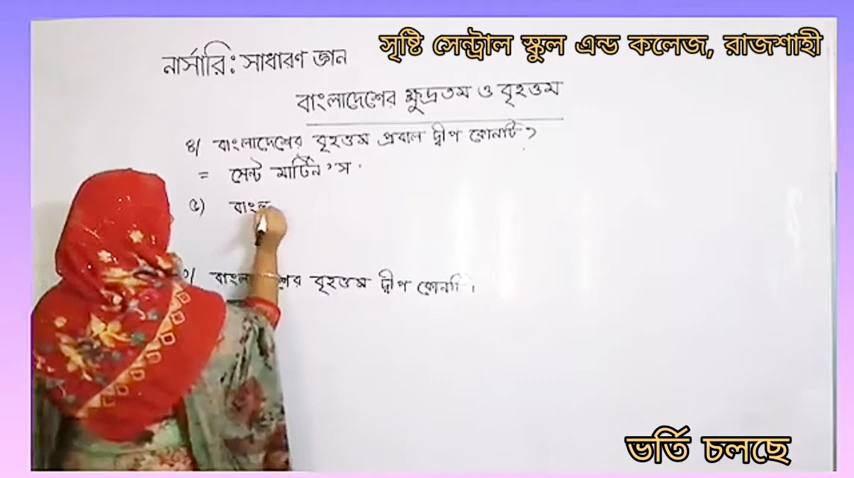 সৃষ্টি সেন্ট্রাল স্কুল এন্ড কলেজ, রাজশাহী
নার্সারি: সাধারণ জ্ঞান
বাংলাদেশের ক্ষুদ্রতম ও বৃহত্তম
৪/ বাংলাদেশের বৃহত্তম প্রবাল দ্বীপ কোনটি?
= সেন্ট মার্টিন'স
৫) বাংল
বৃহত্তম দ্বীপ কোনটি।
ভর্তি চলছে